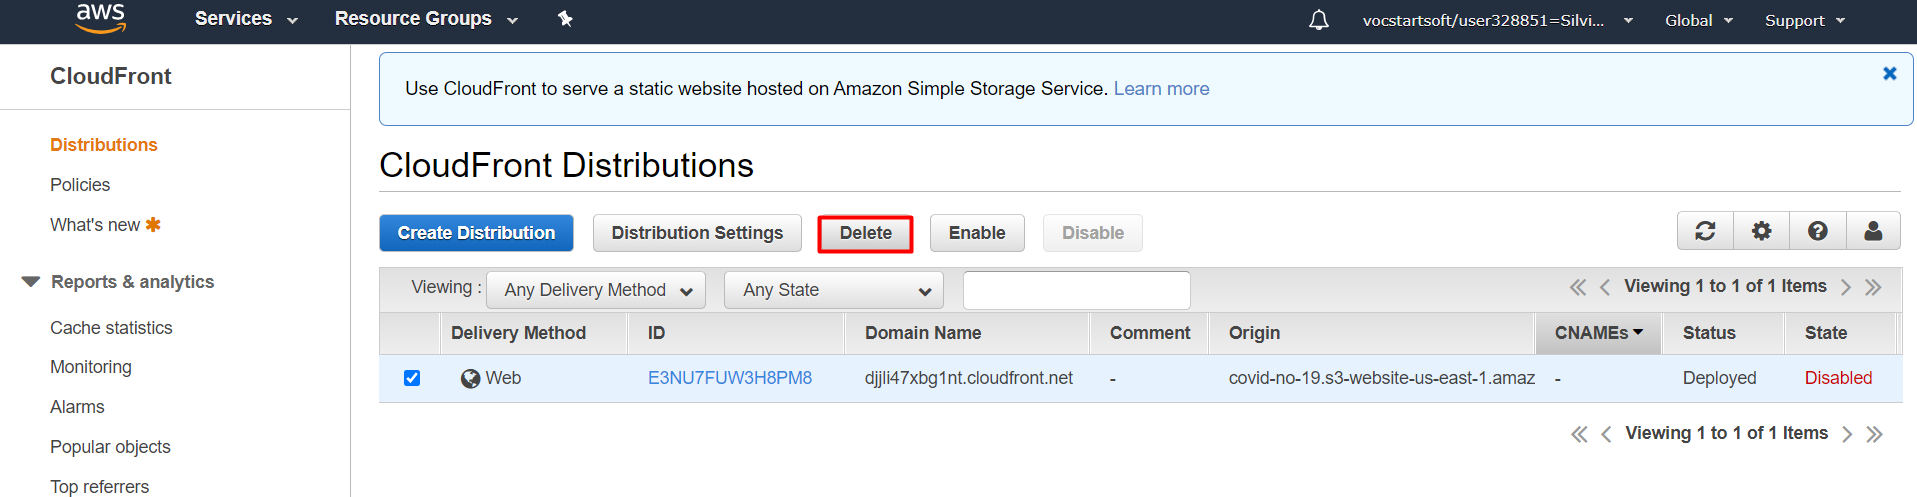 aws Services Resource Groups vocstartsoft/user328851=Silvi... Global Support
CloudFront
Use CloudFront to serve a static website hosted on Amazon Simple Storage Service. Learn more
Distributions
Policies
What's new
Reports & analytics
Cache statistics
Monitoring
Alarms
Popular objects
Top referrers
CloudFront Distributions
Create Distribution Distribution Settings Delete Enable Disable
Viewing : Any Delivery Method Any State Viewing 1 to 1 of 1 Items
Delivery Method ID Domain Name Comment Origin CNAMEs Status State
Web E3NU7FUW3H8PM8 djjli47xbg1nt.cloudfront.net - covid-no-19.s3-website-us-east-1.amaz - Deployed Disabled
Viewing 1 to 1 of 1 Items